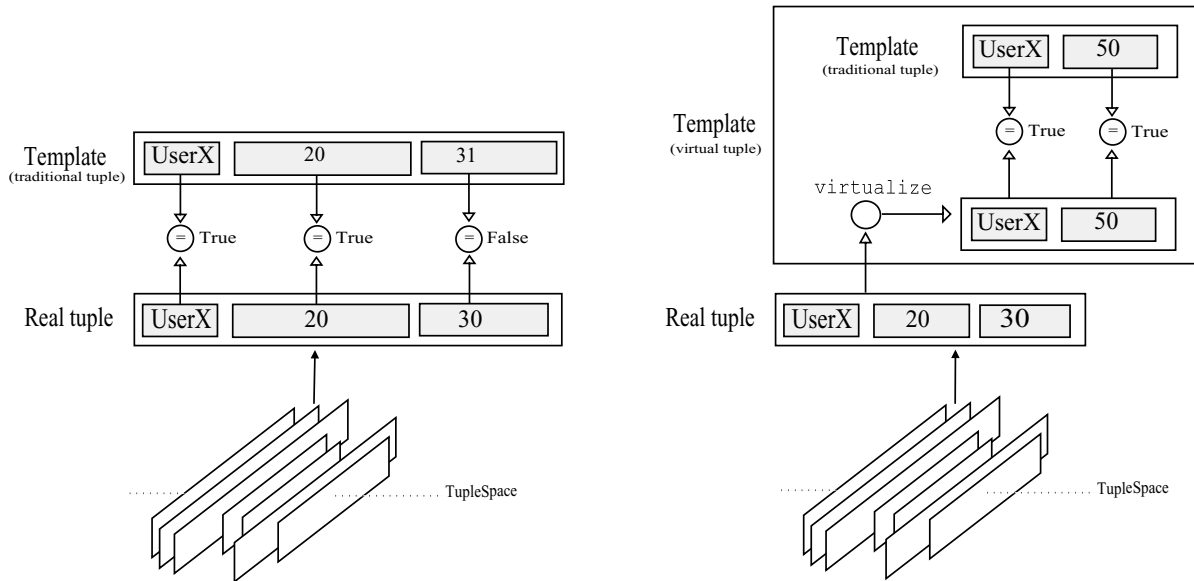 Template
(traditional tuple)
UserX 20 31
= True = True = False
Real tuple
UserX 20 30
TupleSpace
Template
(traditional tuple)
UserX 50
= True = True
Template
(virtual tuple)
virtualize
UserX 50
Real tuple
UserX 20 30
TupleSpace